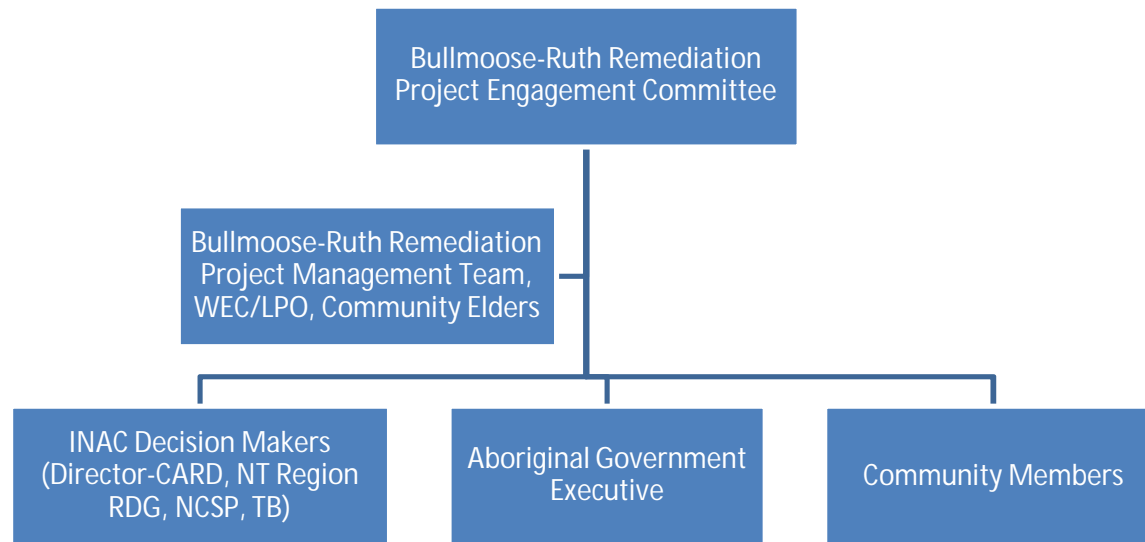 Bullmoose-Ruth Remediation
Project Engagement Committee
Bullmoose-Ruth Remediation
Project Management Team,
WEC/LPO, Community Elders
INAC Decision Makers
(Director-CARD, NT Region
RDG, NCSP, TB)
Aboriginal Government
Executive
Community Members